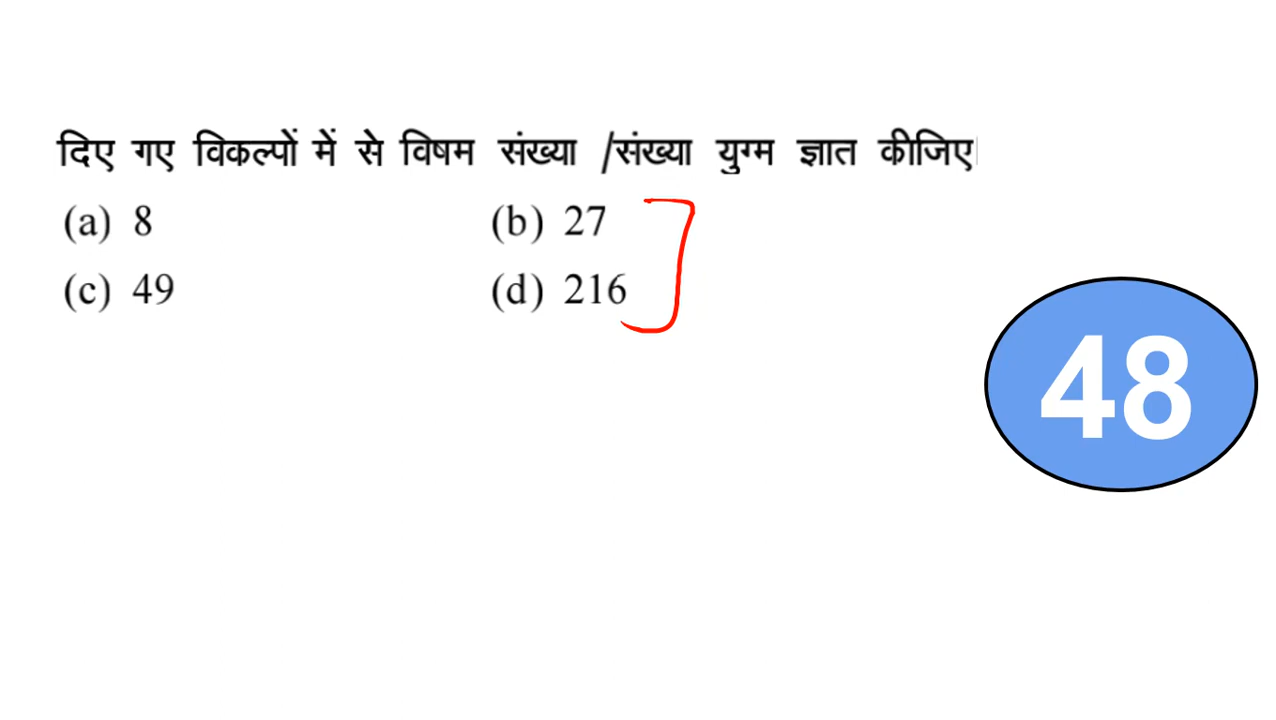 दिए गए विकल्पों में से विषम संख्या /संख्या युग्म ज्ञात कीजिए
(a) 8 (b) 27
(c) 49 (d) 216
48